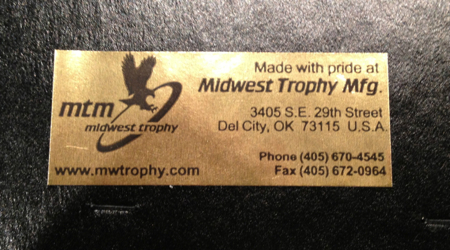 Made with pride at
Midwest Trophy Mfg.
mtm
midwest trophy
3405 S.E. 29th Street
Del City, OK 73115 U.S.A.
www.mwtrophy.com
Phone (405) 670-4545
Fax (405) 672-0964